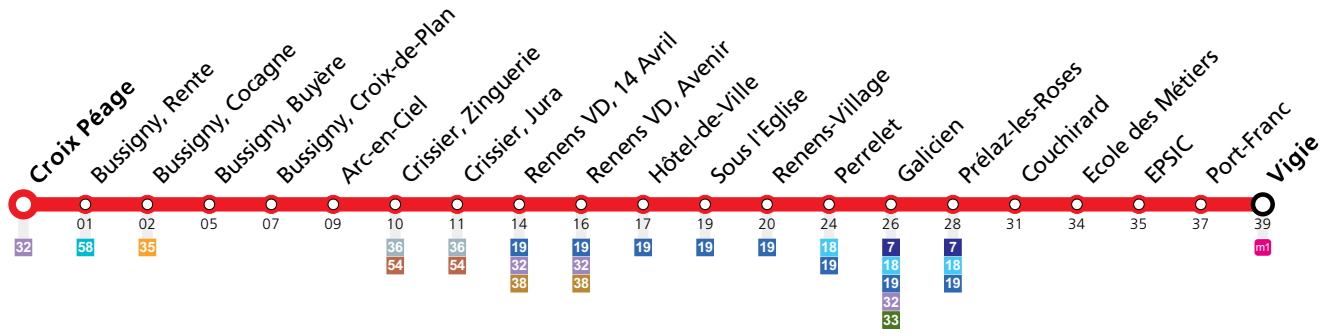 Croix Péage
Bussigny, Rente
Bussigny, Cocagne
Bussigny, Buyère
Bussigny, Croix-de-Plan
Arc-en-Ciel
Crissier, Zinguerie
Crissier, Jura
Renens VD, 14 Avril
Renens VD, Avenir
Hôtel-de-Ville
Sous l'Eglise
Renens-Village
Perrelet
Galicien
Prélaz-les-Roses
Couchirard
Ecole des Métiers
EPSIC
Port-Franc
Vigie
01 02 05 07 09 10 11 14 16 17 19 20 24 26 28 31 34 35 37 39
32 58 35 36 36 19 19 19 19 19 18 7 7 m1
54 54 32 32 19 18 18
38 38 19 19
32
33